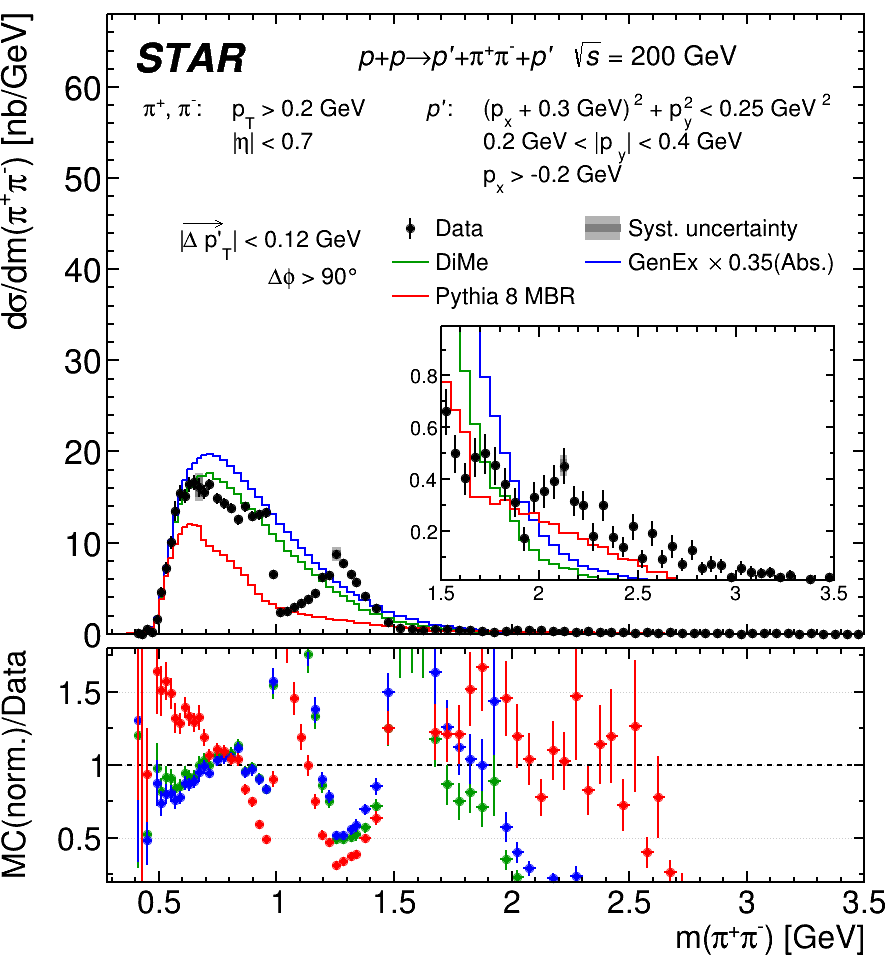 STAR
p+p→p′+π⁺π⁻+p′ √s = 200 GeV
π⁺, π⁻: p_T > 0.2 GeV
|η| < 0.7
p′: (p_x + 0.3 GeV)² + p_y² < 0.25 GeV²
0.2 GeV < |p_y| < 0.4 GeV
p_x > -0.2 GeV
|Δp′_T| < 0.12 GeV
Δϕ > 90°
Data
Syst. uncertainty
DiMe
GenEx × 0.35(Abs.)
Pythia 8 MBR
dσ/dm(π⁺π⁻) [nb/GeV]
60
50
40
30
20
10
0
0.8
0.6
0.4
0.2
1.5 2 2.5 3 3.5
MC(norm.)/Data
1.5
1
0.5
0.5 1 1.5 2 2.5 3 3.5
m(π⁺π⁻) [GeV]